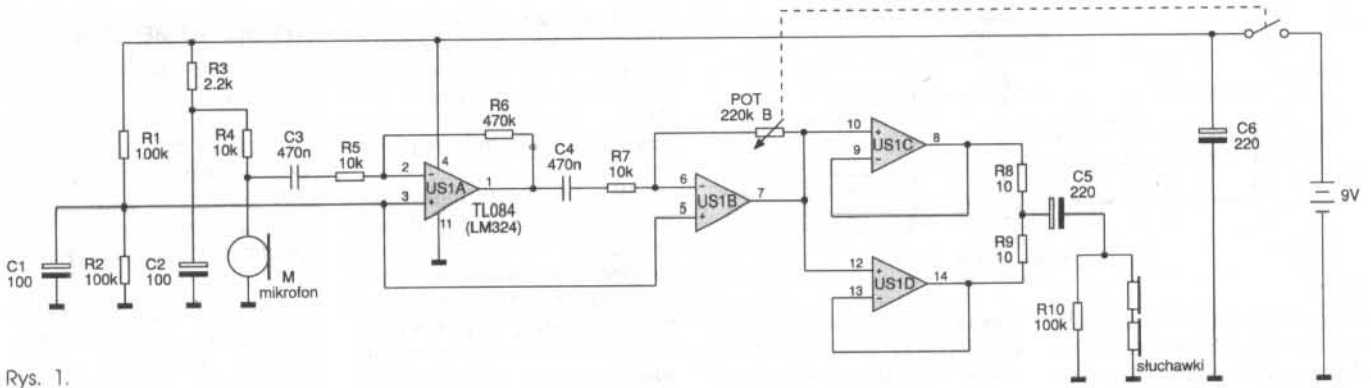 R1
100k
R3
2.2k
R4
10k
C3
470n
R5
10k
R6
470k
2
-
3
+
4
US1A
1
11
TL084
(LM324)
C4
470n
R7
10k
POT
220k B
6
-
5
+
US1B
7
10
+
9
-
US1C
8
12
+
13
-
US1D
14
R8
10
R9
10
C5
220
R10
100k
słuchawki
C6
220
9V
C1
100
R2
100k
C2
100
M
mikrofon
Rys. 1.